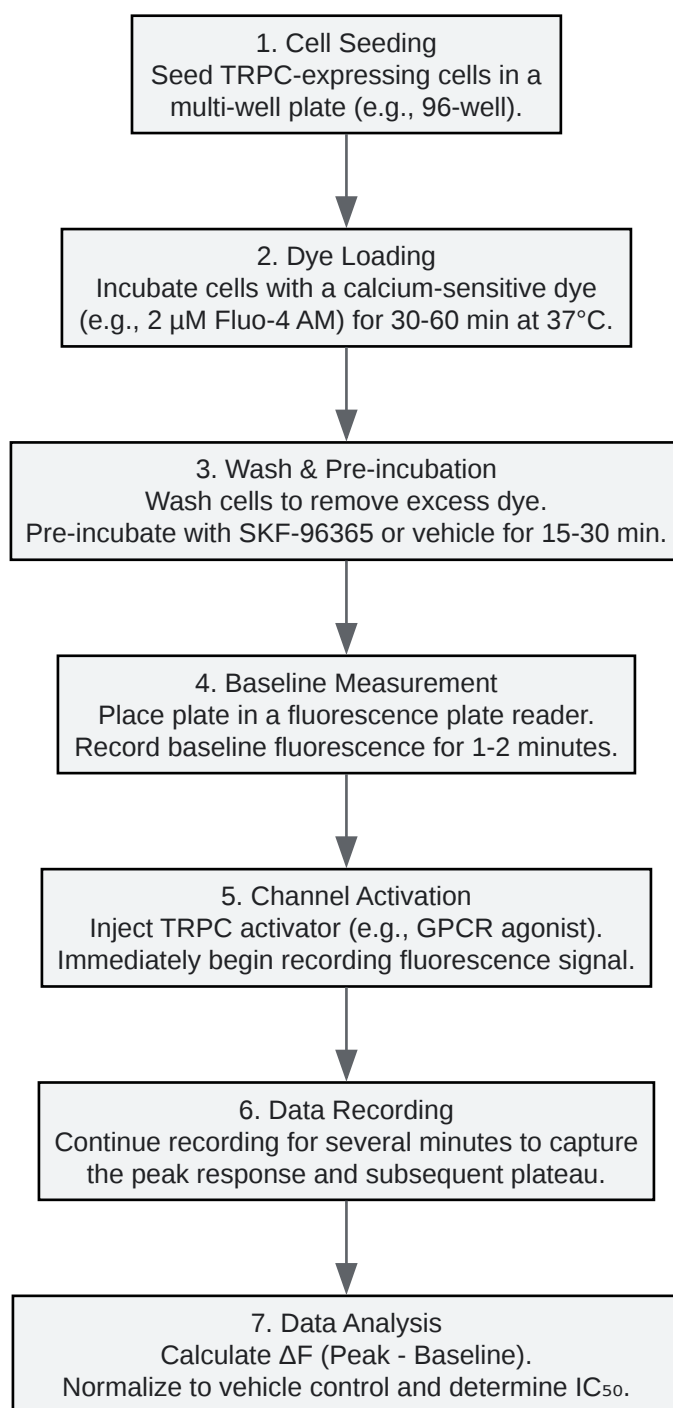 1. Cell Seeding
Seed TRPC-expressing cells in a
multi-well plate (e.g., 96-well).
2. Dye Loading
Incubate cells with a calcium-sensitive dye
(e.g., 2 µM Fluo-4 AM) for 30-60 min at 37°C.
3. Wash & Pre-incubation
Wash cells to remove excess dye.
Pre-incubate with SKF-96365 or vehicle for 15-30 min.
4. Baseline Measurement
Place plate in a fluorescence plate reader.
Record baseline fluorescence for 1-2 minutes.
5. Channel Activation
Inject TRPC activator (e.g., GPCR agonist).
Immediately begin recording fluorescence signal.
6. Data Recording
Continue recording for several minutes to capture
the peak response and subsequent plateau.
7. Data Analysis
Calculate ΔF (Peak - Baseline).
Normalize to vehicle control and determine IC₅₀.